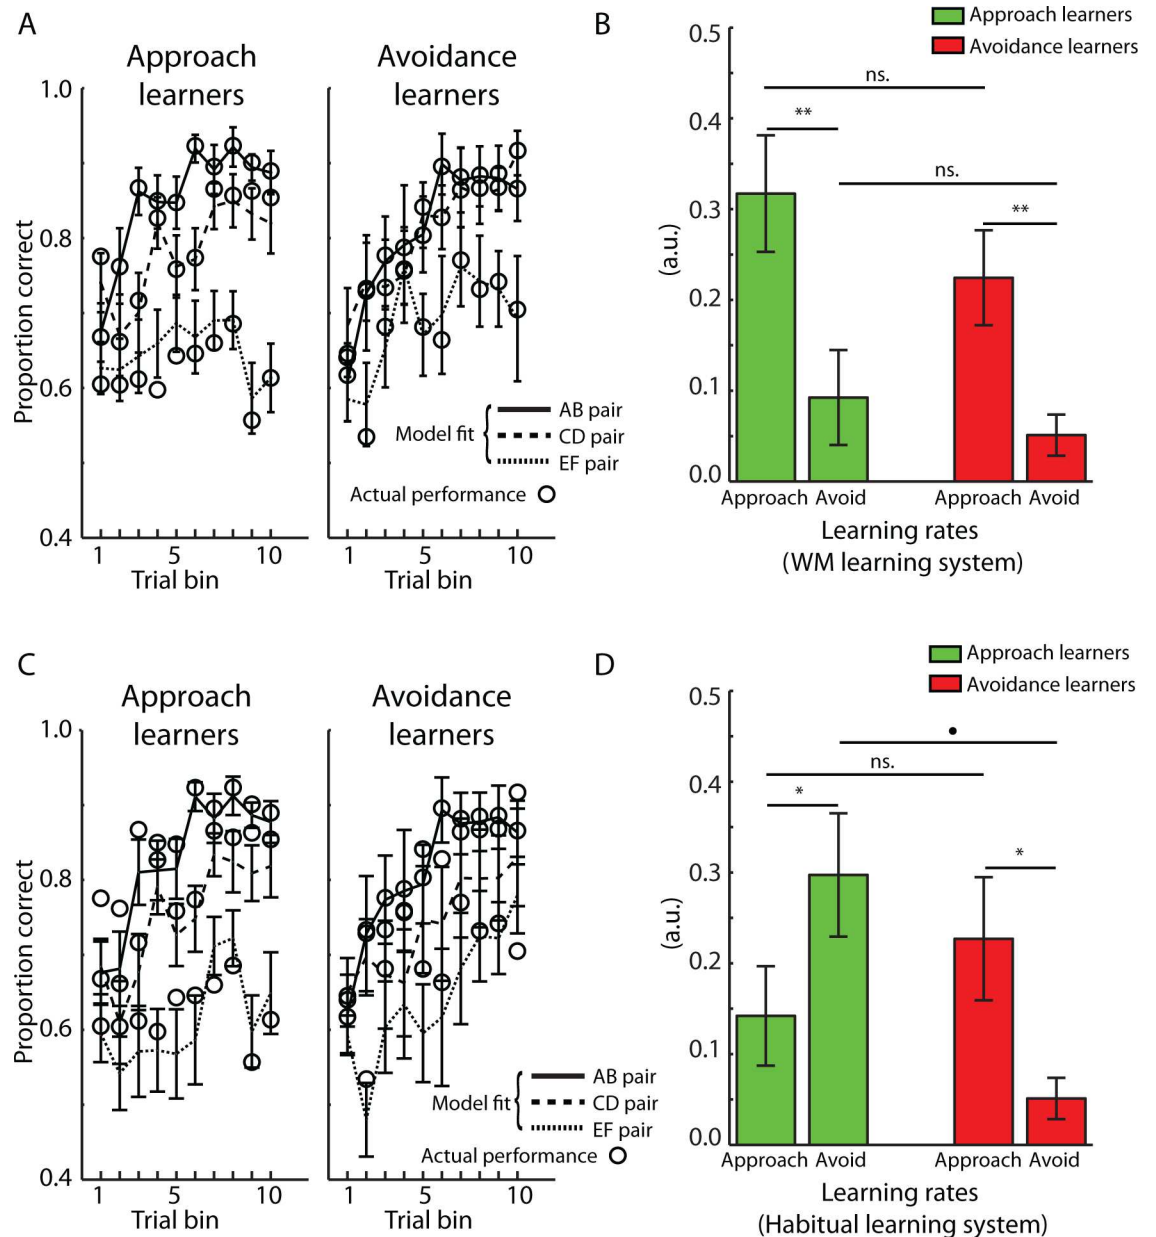 A
Approach
learners
Avoidance
learners
1.0
0.8
0.6
0.4
Proportion correct
Model fit
AB pair
CD pair
EF pair
Actual performance
1 5 10
Trial bin
1 5 10
Trial bin
B
Approach learners
Avoidance learners
0.5
0.4
0.3
0.2
0.1
0.0
(a.u.)
ns.
**
ns.
**
Approach Avoid Approach Avoid
Learning rates
(WM learning system)
C
Approach
learners
Avoidance
learners
1.0
0.8
0.6
0.4
Proportion correct
Model fit
AB pair
CD pair
EF pair
Actual performance
1 5 10
Trial bin
1 5 10
Trial bin
D
Approach learners
Avoidance learners
0.5
0.4
0.3
0.2
0.1
0.0
(a.u.)
•
ns.
*
*
Approach Avoid Approach Avoid
Learning rates
(Habitual learning system)